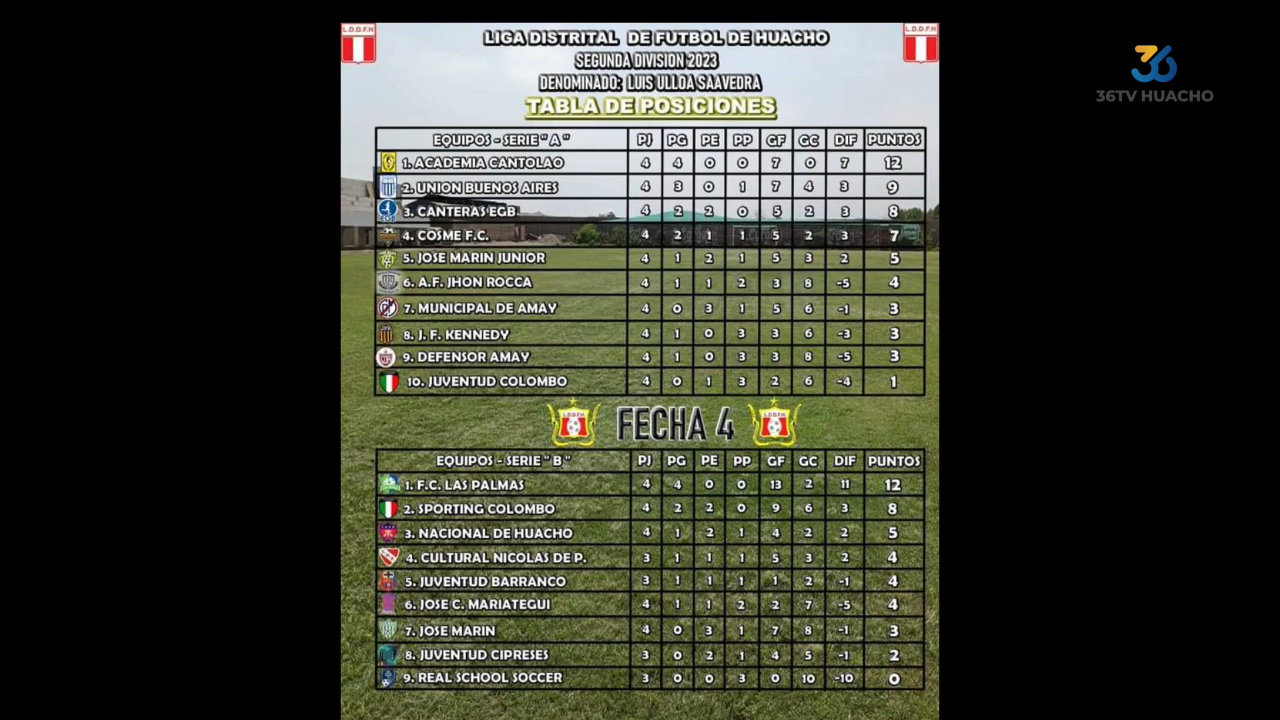 L.D.D.F.H
L.D.D.F.H
LIGA DISTRITAL DE FUTBOL DE HUACHO
SEGUNDA DIVISION 2023
DENOMINADO: LUIS ULLOA SAAVEDRA
TABLA DE POSICIONES
36
36TV HUACHO
EQUIPOS - SERIE " A " PJ PG PE PP GF GC DIF PUNTOS
1. ACADEMIA CANTOLAO 4 4 0 0 7 0 7 12
2. UNION BUENOS AIRES 4 3 0 1 7 4 3 9
3. CANTERAS EGB 4 2 2 0 5 2 3 8
4. COSME F.C. 4 2 1 1 5 2 3 7
5. JOSE MARIN JUNIOR 4 1 2 1 5 3 2 5
6. A.F. JHON ROCCA 4 1 1 2 3 8 -5 4
7. MUNICIPAL DE AMAY 4 0 3 1 5 6 -1 3
8. J. F. KENNEDY 4 1 0 3 3 6 -3 3
9. DEFENSOR AMAY 4 1 0 3 3 8 -5 3
10. JUVENTUD COLOMBO 4 0 1 3 2 6 -4 1
L.D.D.F.H FECHA 4 L.D.D.F.H
EQUIPOS - SERIE " B " PJ PG PE PP GF GC DIF PUNTOS
1. F.C. LAS PALMAS 4 4 0 0 13 2 11 12
2. SPORTING COLOMBO 4 2 2 0 9 6 3 8
3. NACIONAL DE HUACHO 4 1 2 1 4 2 2 5
4. CULTURAL NICOLAS DE P. 3 1 1 1 5 3 2 4
5. JUVENTUD BARRANCO 3 1 1 1 1 2 -1 4
6. JOSE C. MARIATEGUI 4 1 1 2 2 7 -5 4
7. JOSE MARIN 4 0 3 1 7 8 -1 3
8. JUVENTUD CIPRESES 3 0 2 1 4 5 -1 2
9. REAL SCHOOL SOCCER 3 0 0 3 0 10 -10 0